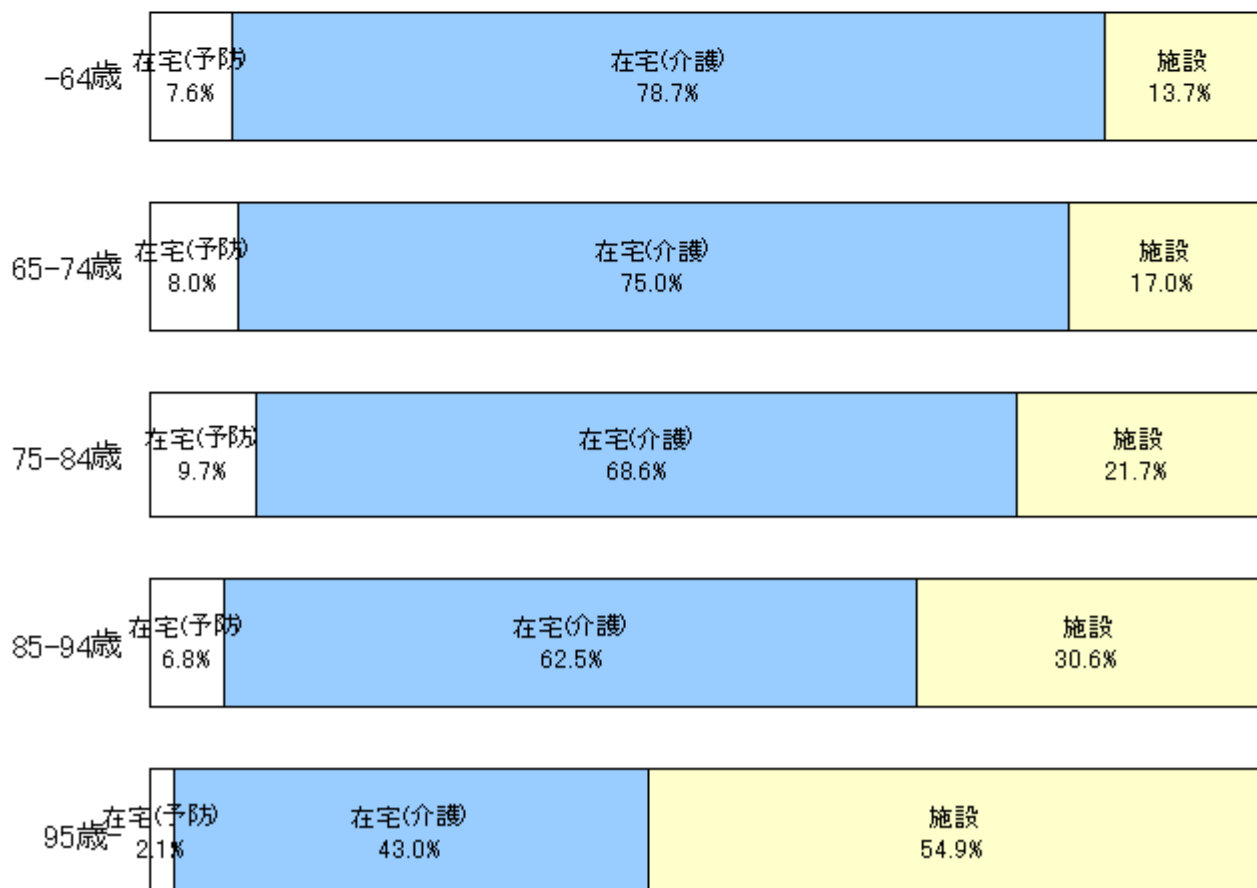 -64歳
在宅(予防)
7.6%
在宅(介護)
78.7%
施設
13.7%
65-74歳
在宅(予防)
8.0%
在宅(介護)
75.0%
施設
17.0%
75-84歳
在宅(予防)
9.7%
在宅(介護)
68.6%
施設
21.7%
85-94歳
在宅(予防)
6.8%
在宅(介護)
62.5%
施設
30.6%
95歳-
在宅(予防)
2.1%
在宅(介護)
43.0%
施設
54.9%